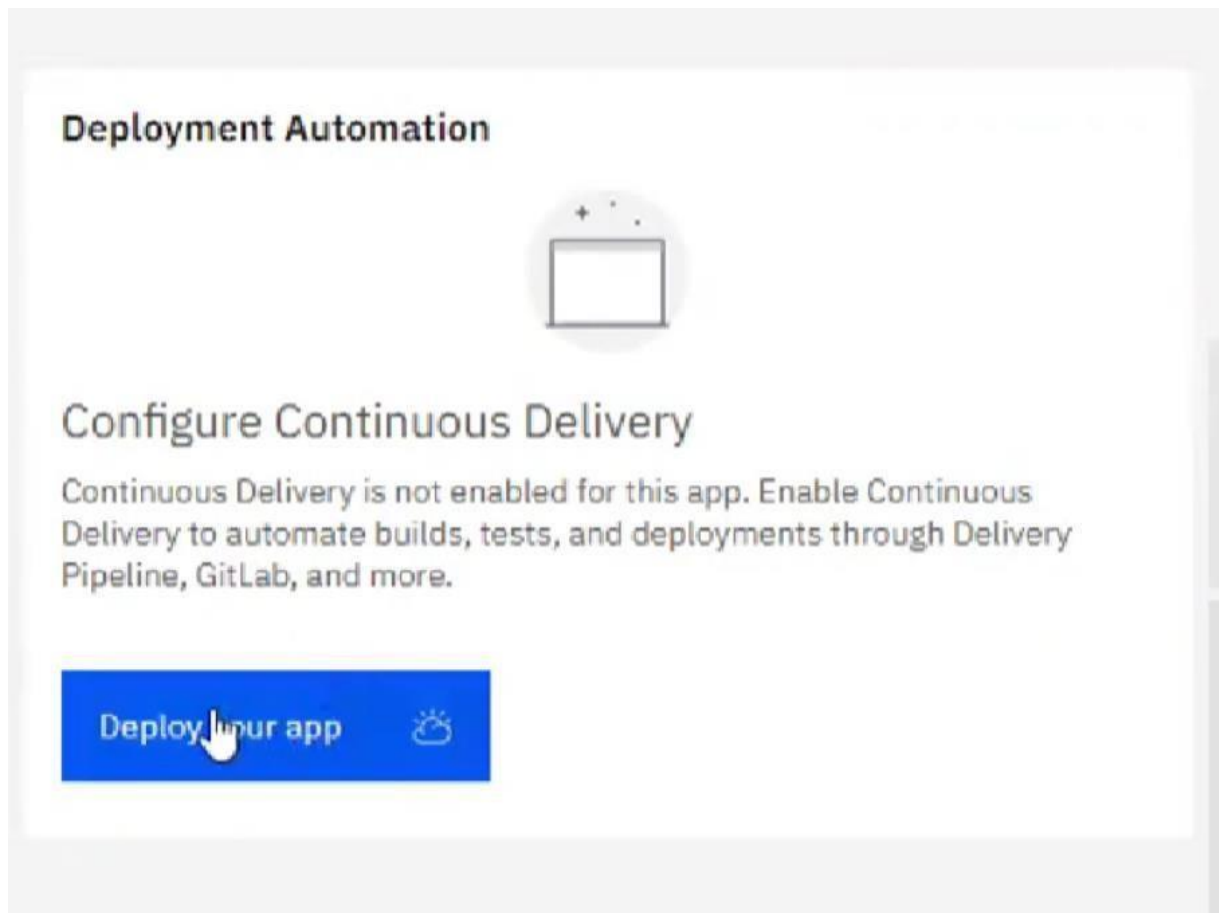 Deployment Automation
Configure Continuous Delivery
Continuous Delivery is not enabled for this app. Enable Continuous
Delivery to automate builds, tests, and deployments through Delivery
Pipeline, GitLab, and more.
Deploy your app